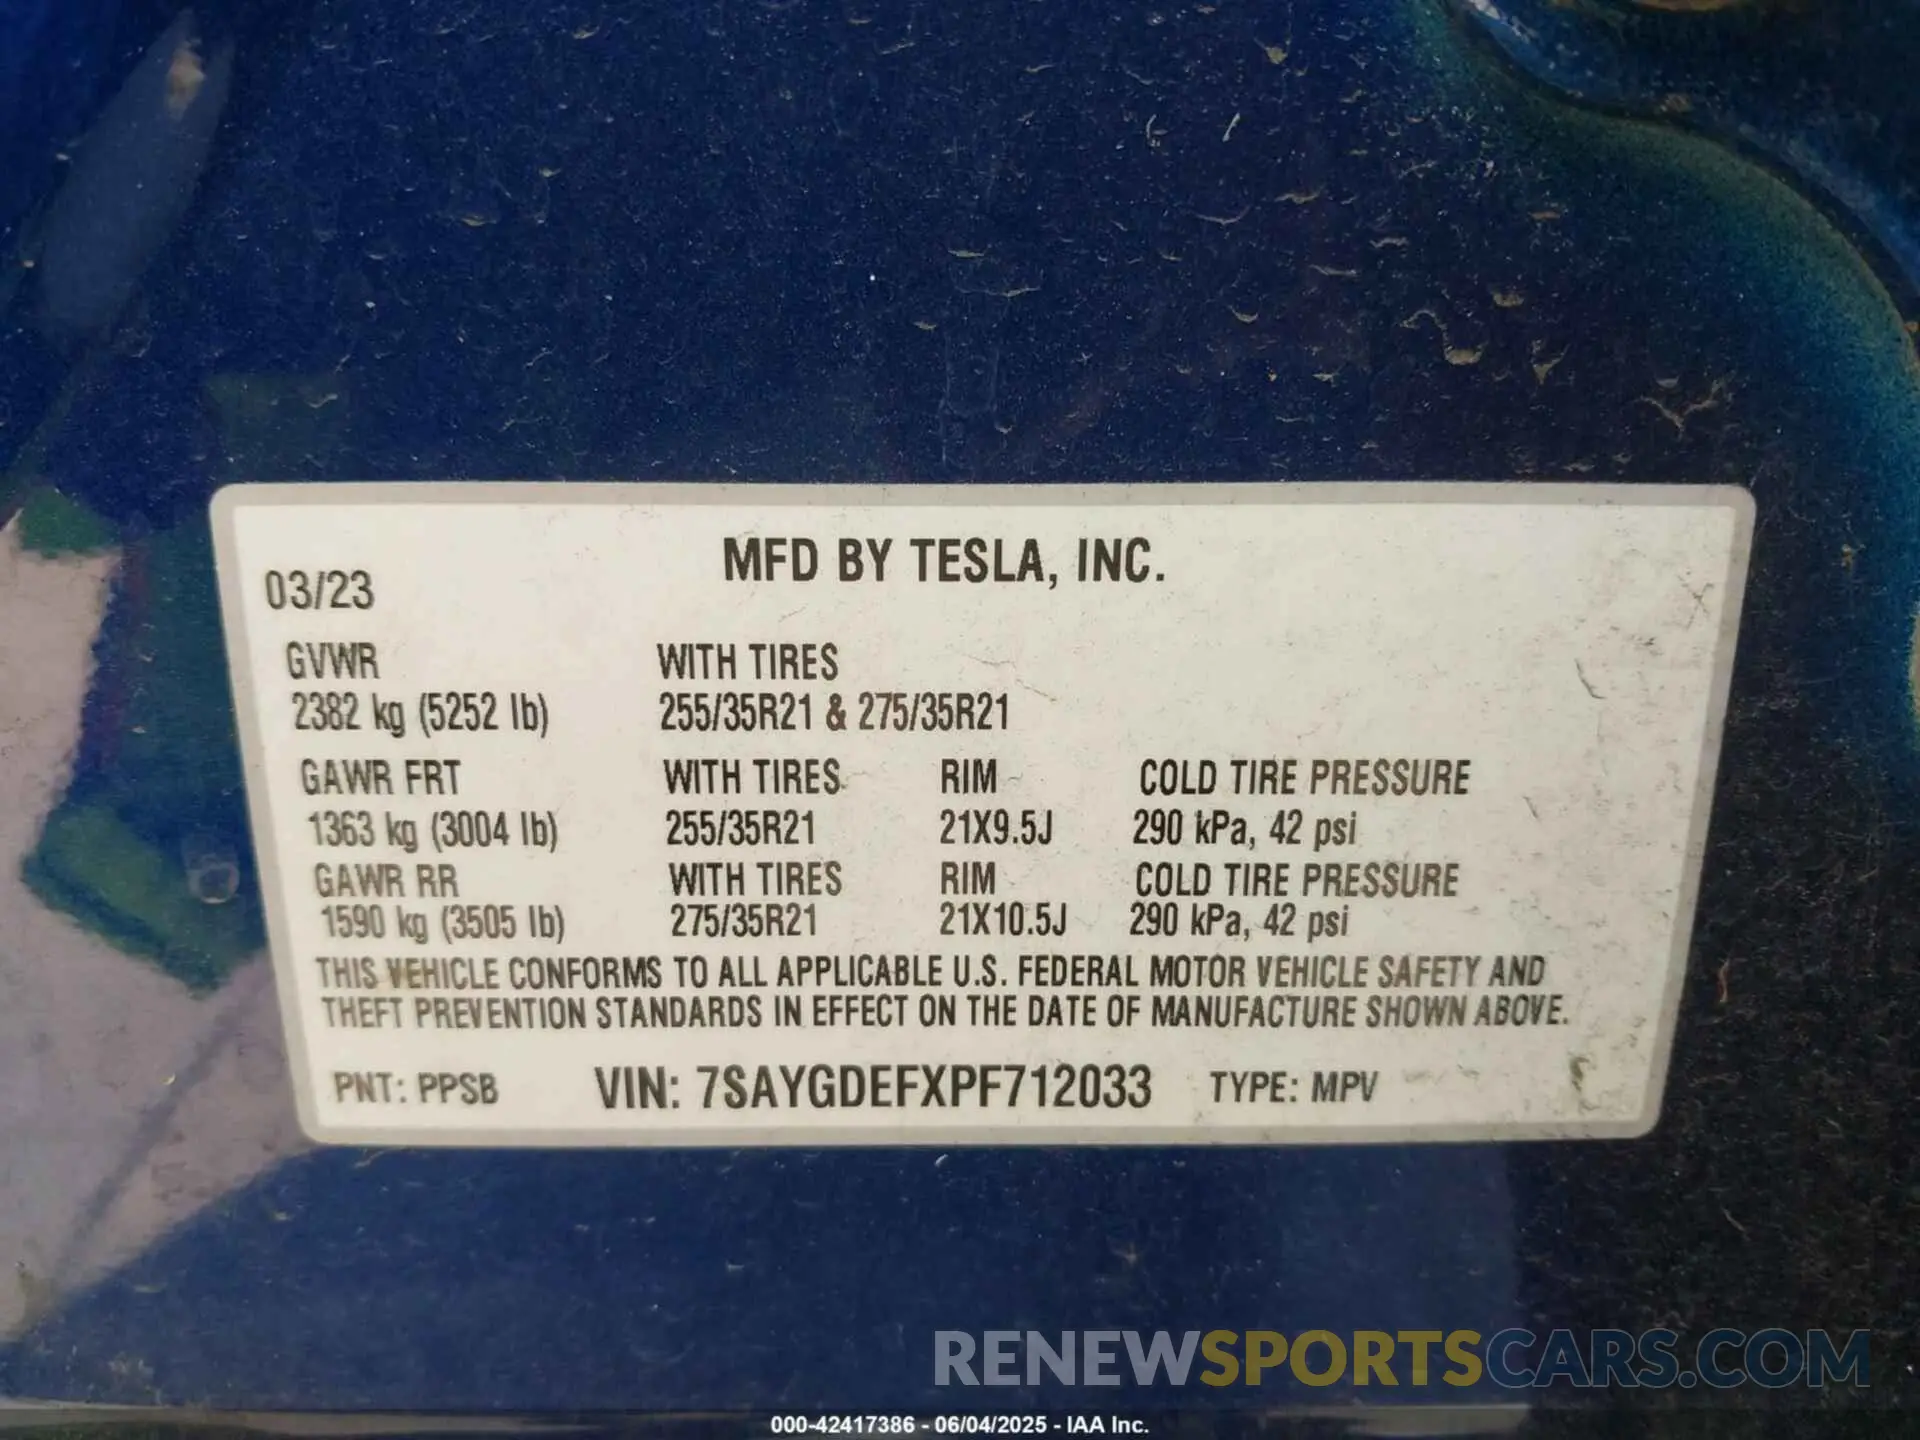 MFD BY TESLA, INC.
03/23
GVWR WITH TIRES
2382 kg (5252 lb) 255/35R21 & 275/35R21
GAWR FRT WITH TIRES RIM COLD TIRE PRESSURE
1363 kg (3004 lb) 255/35R21 21X9.5J 290 kPa, 42 psi
GAWR RR WITH TIRES RIM COLD TIRE PRESSURE
1590 kg (3505 lb) 275/35R21 21X10.5J 290 kPa, 42 psi
THIS VEHICLE CONFORMS TO ALL APPLICABLE U.S. FEDERAL MOTOR VEHICLE SAFETY AND
THEFT PREVENTION STANDARDS IN EFFECT ON THE DATE OF MANUFACTURE SHOWN ABOVE.
PNT: PPSB VIN: 7SAYGDEFXPF712033 TYPE: MPV
RENEWSPORTSCARS.COM
000-42417386 - 06/04/2025 - IAA Inc.